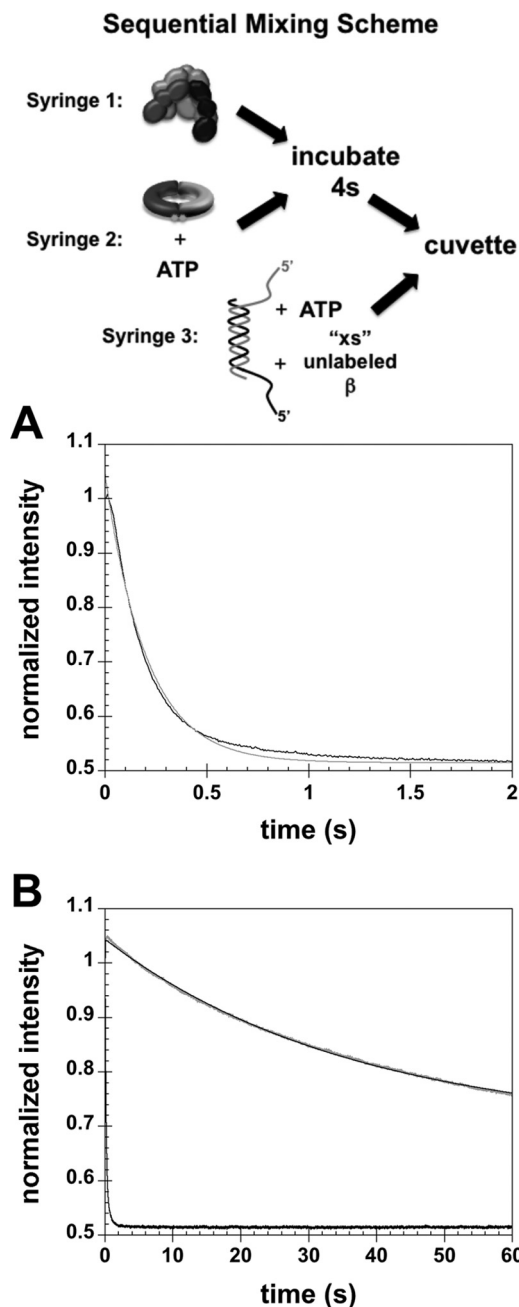 Sequential Mixing Scheme
Syringe 1:
incubate
4s
Syringe 2:
+
ATP
cuvette
5'
Syringe 3:
+ ATP
"xs"
+ unlabeled
β
5'
A
1.1
1
0.9
0.8
0.7
0.6
0.5
normalized intensity
0
0.5
1
1.5
2
time (s)
B
1.1
1
0.9
0.8
0.7
0.6
0.5
normalized intensity
0
10
20
30
40
50
60
time (s)